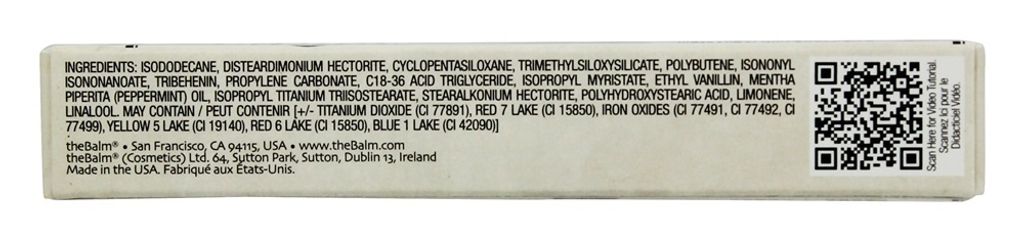 INGREDIENTS: ISODODECANE, DISTEARDIMONIUM HECTORITE, CYCLOPENTASILOXANE, TRIMETHYLSILOXYSILICATE, POLYBUTENE, ISONONYL
ISONONANOATE, TRIBEHENIN, PROPYLENE CARBONATE, C18-36 ACID TRIGLYCERIDE, ISOPROPYL MYRISTATE, ETHYL VANILLIN, MENTHA
PIPERITA (PEPPERMINT) OIL, ISOPROPYL TITANIUM TRIISOSTEARATE, STEARALKONIUM HECTORITE, POLYHYDROXYSTEARIC ACID, LIMONENE,
LINALOOL. MAY CONTAIN / PEUT CONTENIR [+/- TITANIUM DIOXIDE (CI 77891), RED 7 LAKE (CI 15850), IRON OXIDES (CI 77491, CI 77492, CI
77499), YELLOW 5 LAKE (CI 19140), RED 6 LAKE (CI 15850), BLUE 1 LAKE (CI 42090)]
theBalm® • San Francisco, CA 94115, USA • www.theBalm.com
theBalm® (Cosmetics) Ltd. 64, Sutton Park, Sutton, Dublin 13, Ireland
Made in the USA. Fabriqué aux États-Unis.
Scan Here for Video Tutorial.
Scannez Ici pour le
Didacticiel Vidéo.